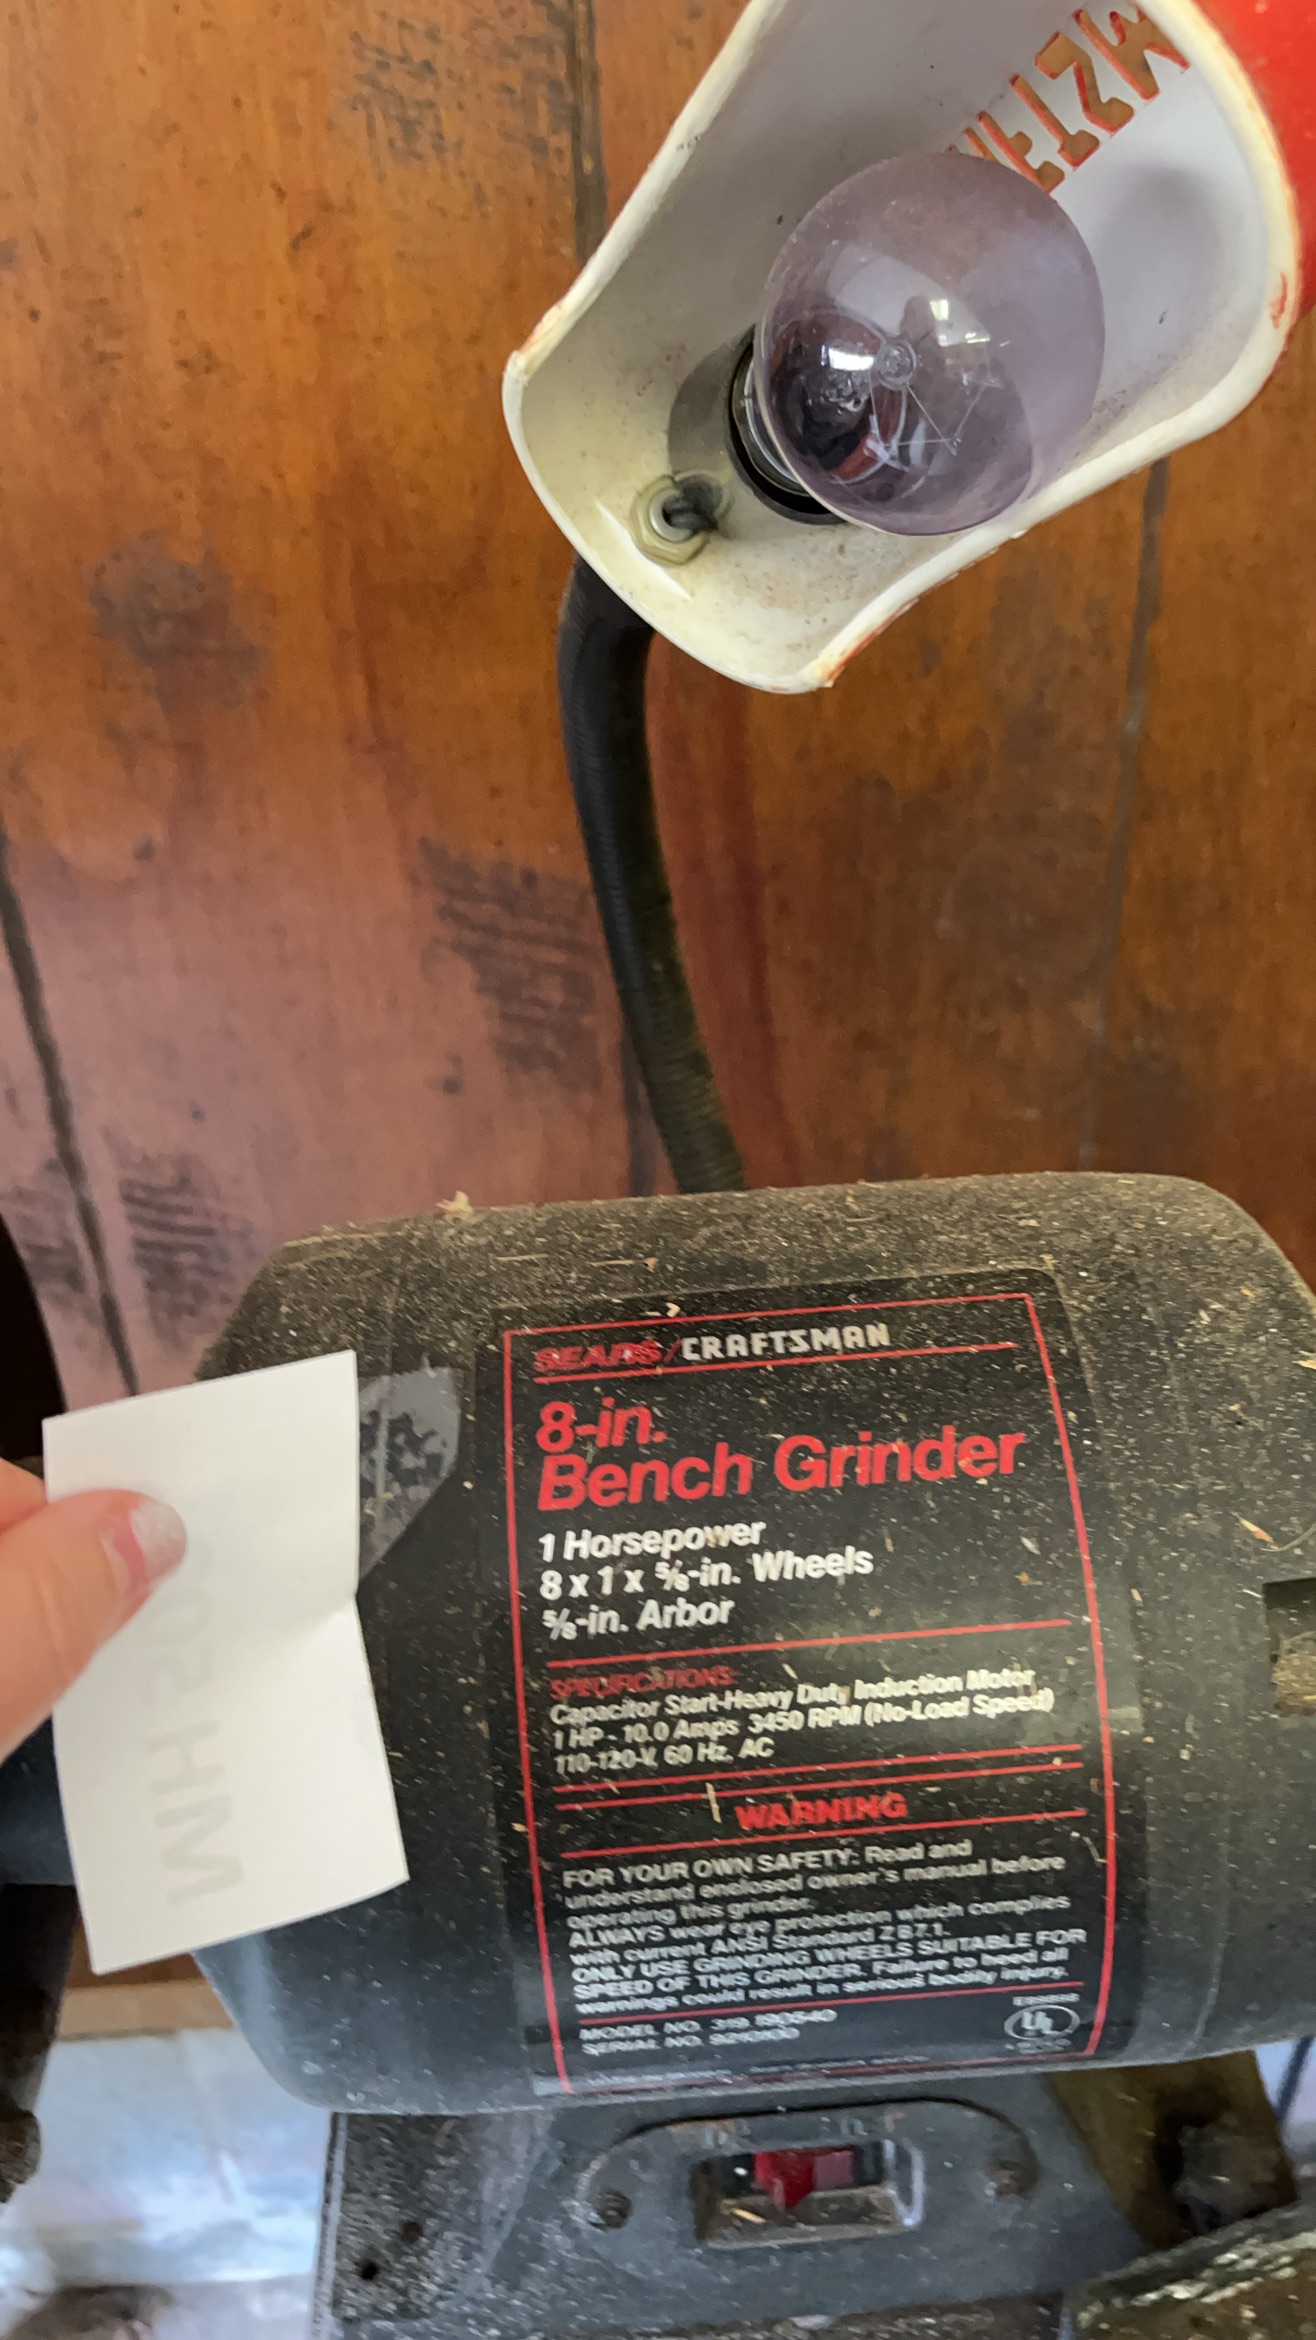 SEARS/CRAFTSMAN
8-in.
Bench Grinder
1 Horsepower
8 x 1 x 5/8-in. Wheels
5/8-in. Arbor
SPECIFICATIONS:
Capacitor Start-Heavy Duty Induction Motor
1 HP - 10.0 Amps 3450 RPM (No-Load Speed)
110-120-V, 60 Hz, AC
WARNING
FOR YOUR OWN SAFETY: Read and
understand enclosed owner's manual before
operating this grinder.
ALWAYS wear eye protection which complies
with current ANSI Standard Z87.1.
ONLY USE GRINDING WHEELS SUITABLE FOR
SPEED OF THIS GRINDER. Failure to heed all
warnings could result in serious bodily injury.
MODEL NO. 319.190540
SERIAL NO.
UL